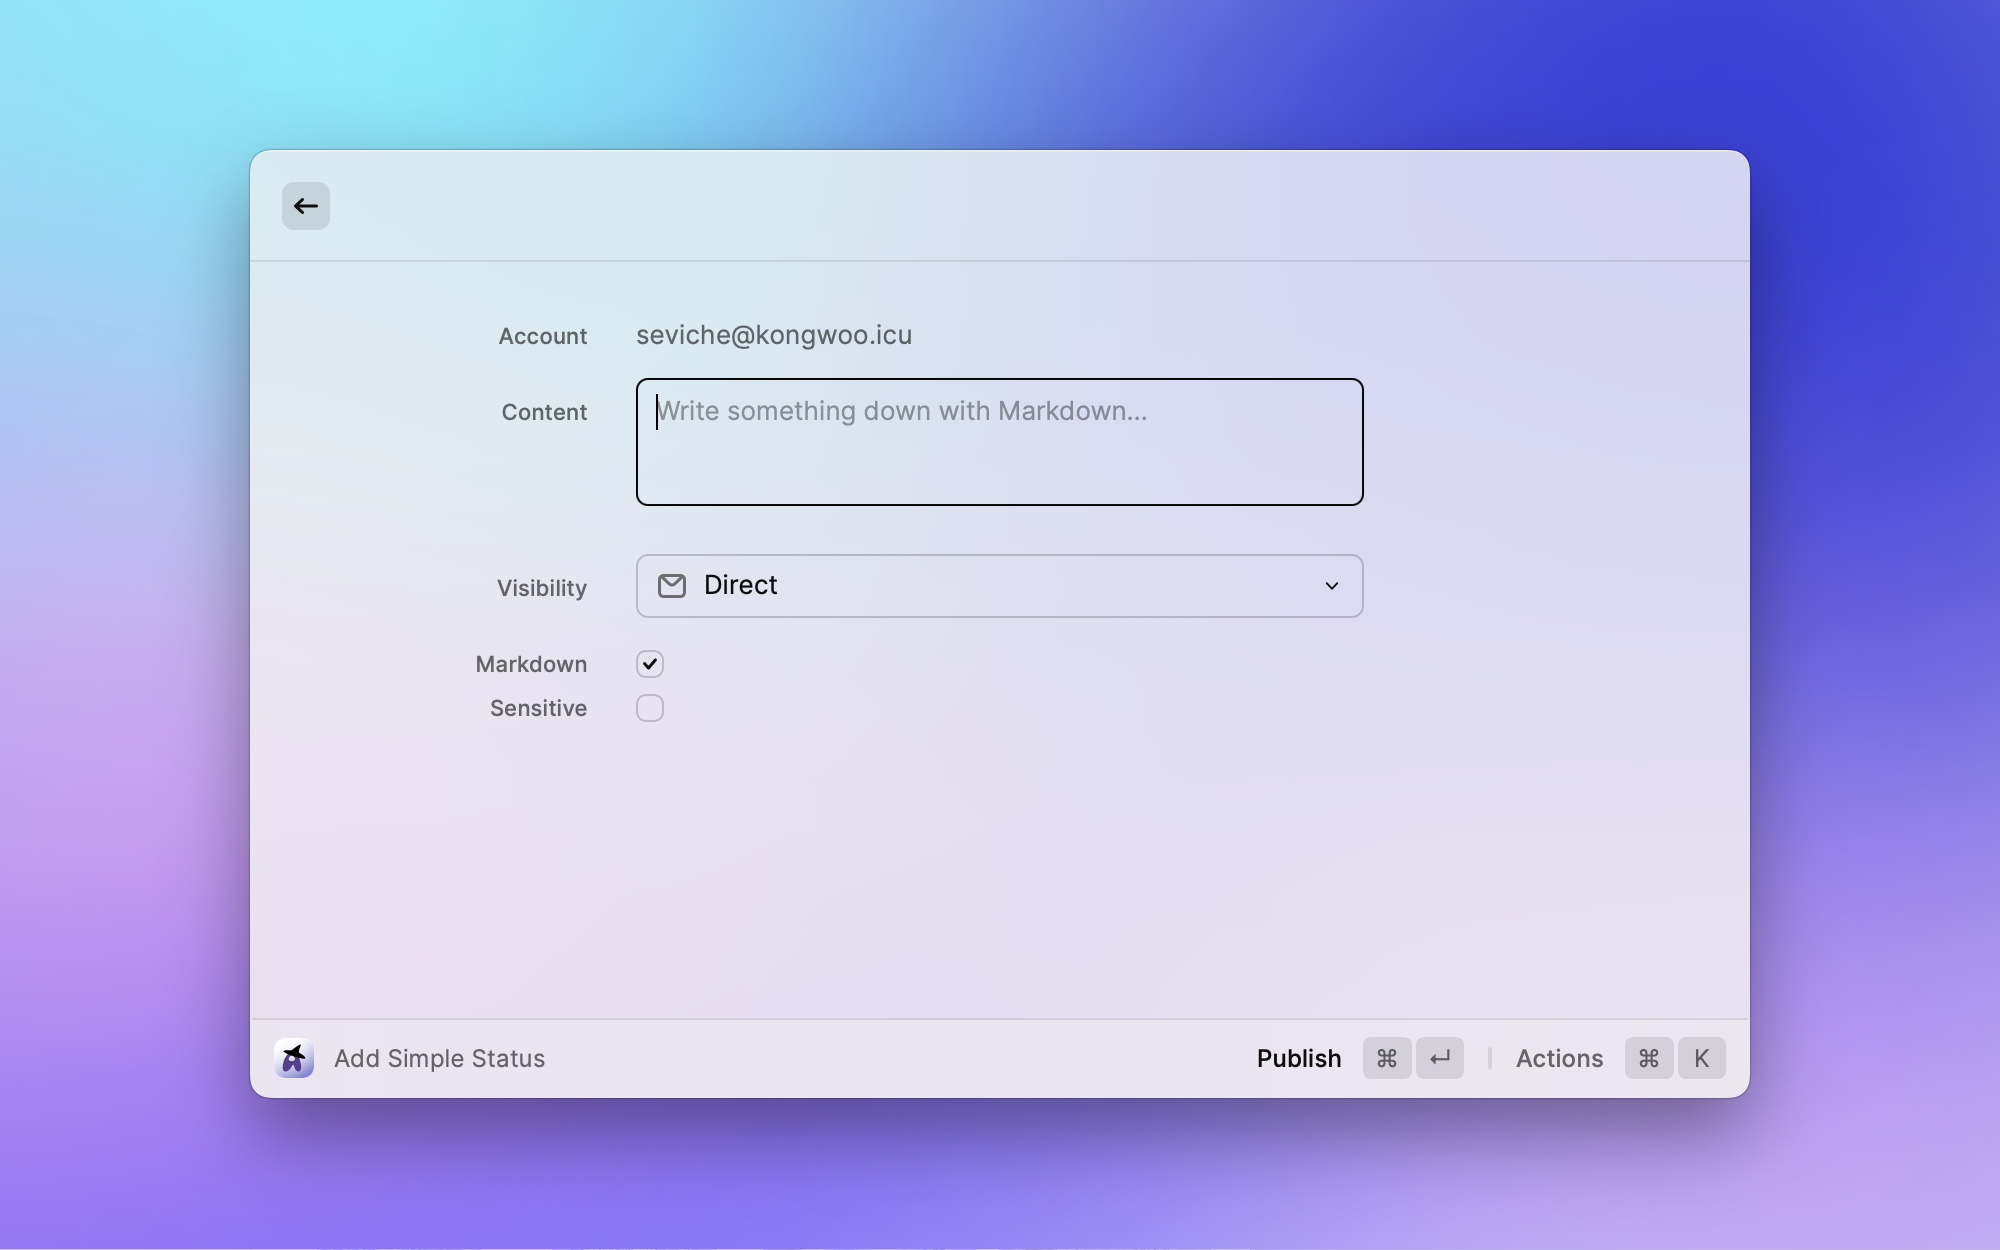 Account seviche@kongwoo.icu
Content Write something down with Markdown...
Visibility Direct
Markdown
Sensitive
Add Simple Status Publish ⌘ ↵ Actions ⌘ K